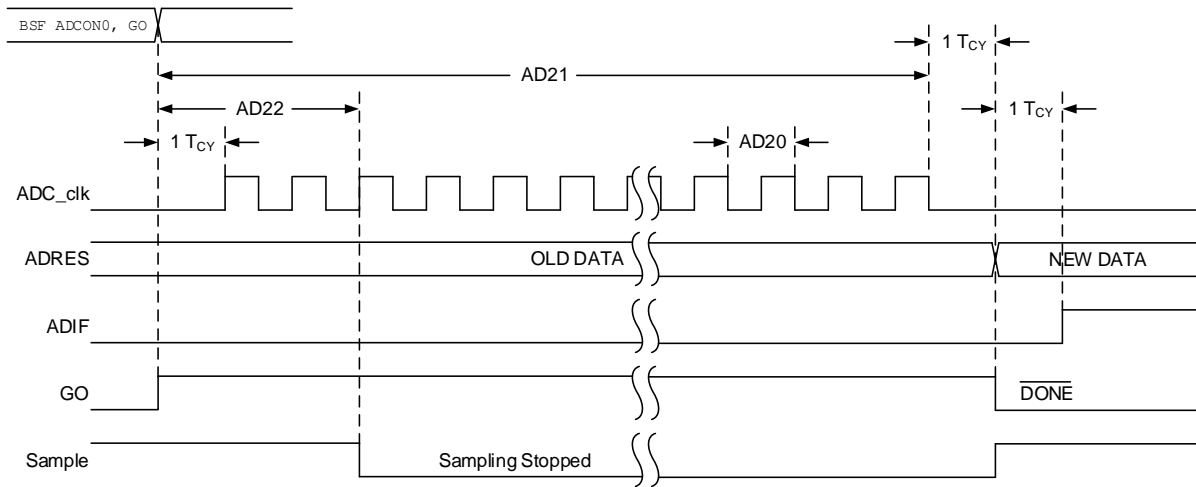 BSF ADCON0, GO
1 TCY
AD21
AD22
1 TCY
1 TCY
AD20
ADC_clk
ADRES
OLD DATA
NEW DATA
ADIF
GO
DONE
Sample
Sampling Stopped